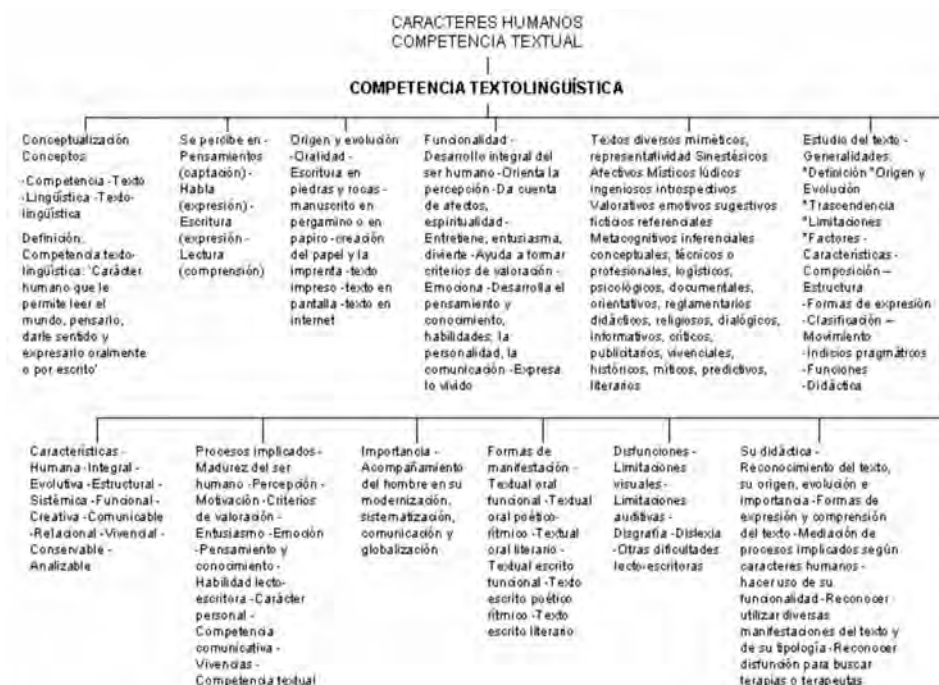 CARACTERES HUMANOS
COMPETENCIA TEXTUAL
COMPETENCIA TEXTOLINGÜÍSTICA
Conceptualización
Conceptos:
-Competencia -Texto
-Lingüística -Texto-
lingüística
Definición:
Competencia texto-
lingüística: 'Carácter
humano que le
permite leer el
mundo, pensarlo,
darle sentido y
expresarlo oralmente
o por escrito'
Se percibe en -
Pensamientos
(captación) -
Habla
(expresión) -
Escritura
(expresión -
Lectura
(comprensión)
Origen y evolución
-Oralidad -
Escritura en
piedras y rocas -
manuscrito en
pergamino o en
papiro -creación
del papel y la
imprenta -texto
impreso -texto en
pantalla -texto en
internet
Funcionalidad -
Desarrollo integral del
ser humano -Orienta la
percepción -Da cuenta
de afectos,
espiritualidad -
Entretiene, entusiasma,
divierte -Ayuda a formar
criterios de valoración -
Emociona -Desarrolla el
pensamiento y
conocimiento,
habilidades, la
personalidad, la
comunicación -Expresa
lo vivido
Textos diversos miméticos,
representatividad Sinestésicos
Afectivos Místicos lúdicos
ingeniosos introspectivos
Valorativos emotivos sugestivos
ficticios referenciales
Metacognitivos inferenciales
conceptuales, técnicos o
profesionales, logísticos,
psicológicos, documentales,
orientativos, reglamentarios
didácticos, religiosos, dialógicos,
informativos, críticos,
publicitarios, vivenciales,
históricos, míticos, predictivos,
literarios
Estudio del texto -
Generalidades:
*Definición *Origen y
Evolución
*Trascendencia
*Limitaciones
*Factores -
Características -
Composición –
Estructura
-Formas de expresión
-Clasificación –
Movimiento
-Indicios pragmáticos
-Funciones
-Didáctica
Características -
Humana -Integral -
Evolutiva -Estructural -
Sistémica -Funcional -
Creativa -Comunicable
-Relacional -Vivencial -
Conservable -
Analizable
Procesos implicados -
Madurez del ser
humano -Percepción -
Motivación -Criterios
de valoración -
Entusiasmo -Emoción
-Pensamiento y
conocimiento -
Habilidad lecto-
escritora -Carácter
personal -
Competencia
comunicativa -
Vivencias -
Competencia textual
Importancia -
Acompañamiento
del hombre en su
modernización,
sistematización,
comunicación y
globalización
Formas de
manifestación -
Textual oral
funcional -Textual
oral poético-
rítmico -Textual
oral literario -
Textual escrito
funcional -Texto
escrito poético
rítmico -Texto
escrito literario
Disfunciones -
Limitaciones
visuales -
Limitaciones
auditivas -
Disgrafía -Dislexia
-Otras dificultades
lecto-escritoras
Su didáctica -
Reconocimiento del texto,
su origen, evolución e
importancia -Formas de
expresión y comprensión
del texto -Mediación de
procesos implicados según
caracteres humanos -
hacer uso de su
funcionalidad -Reconocer
utilizar diversas
manifestaciones del texto y
de su tipología -Reconocer
disfunción para buscar
terapias o terapeutas